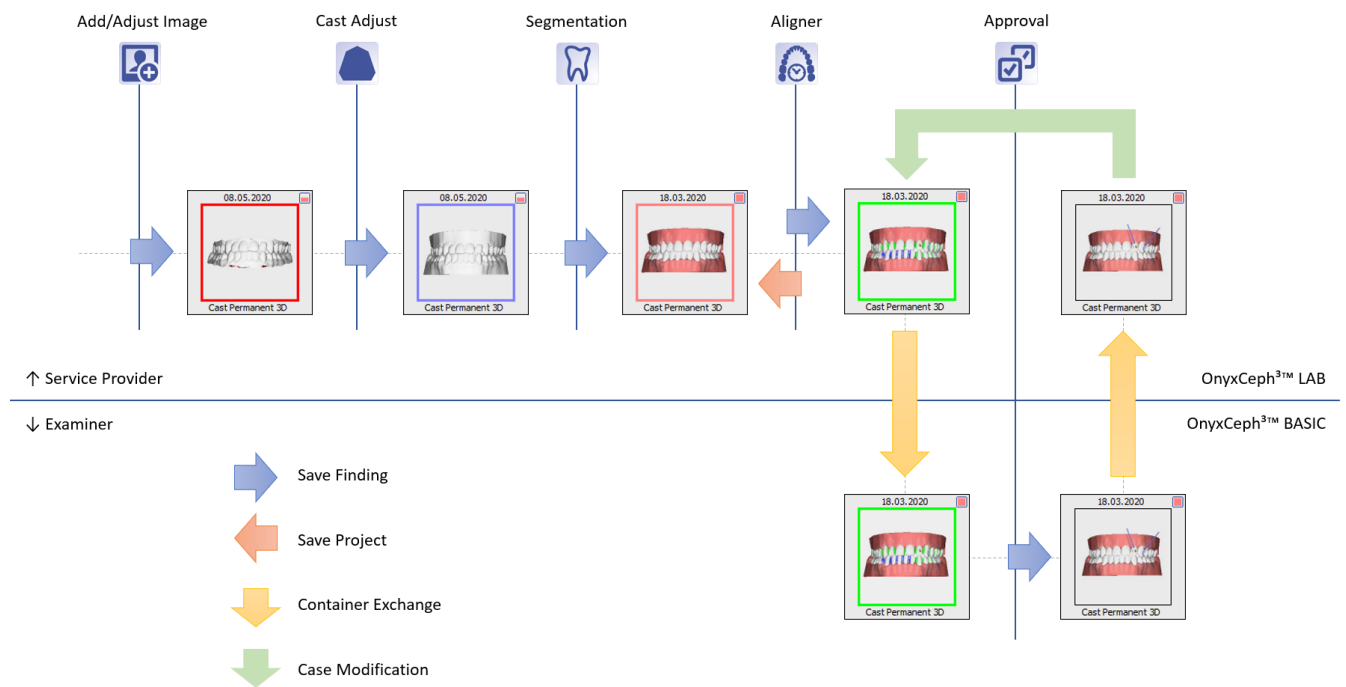 Add/Adjust Image
Cast Adjust
Segmentation
Aligner
Approval
08.05.2020
Cast Permanent 3D
08.05.2020
Cast Permanent 3D
18.03.2020
Cast Permanent 3D
18.03.2020
Cast Permanent 3D
18.03.2020
Cast Permanent 3D
↑ Service Provider
OnyxCeph³™ LAB
↓ Examiner
OnyxCeph³™ BASIC
Save Finding
Save Project
Container Exchange
Case Modification
18.03.2020
Cast Permanent 3D
18.03.2020
Cast Permanent 3D